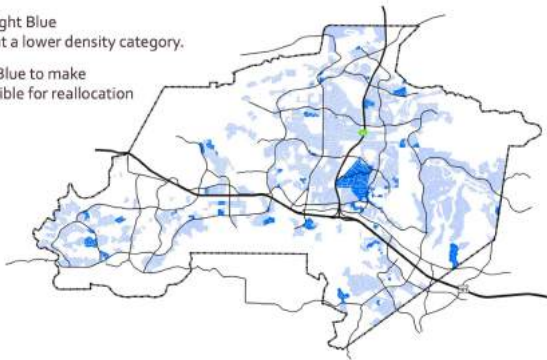 ght Blue
t a lower density category.
Blue to make
ible for reallocation